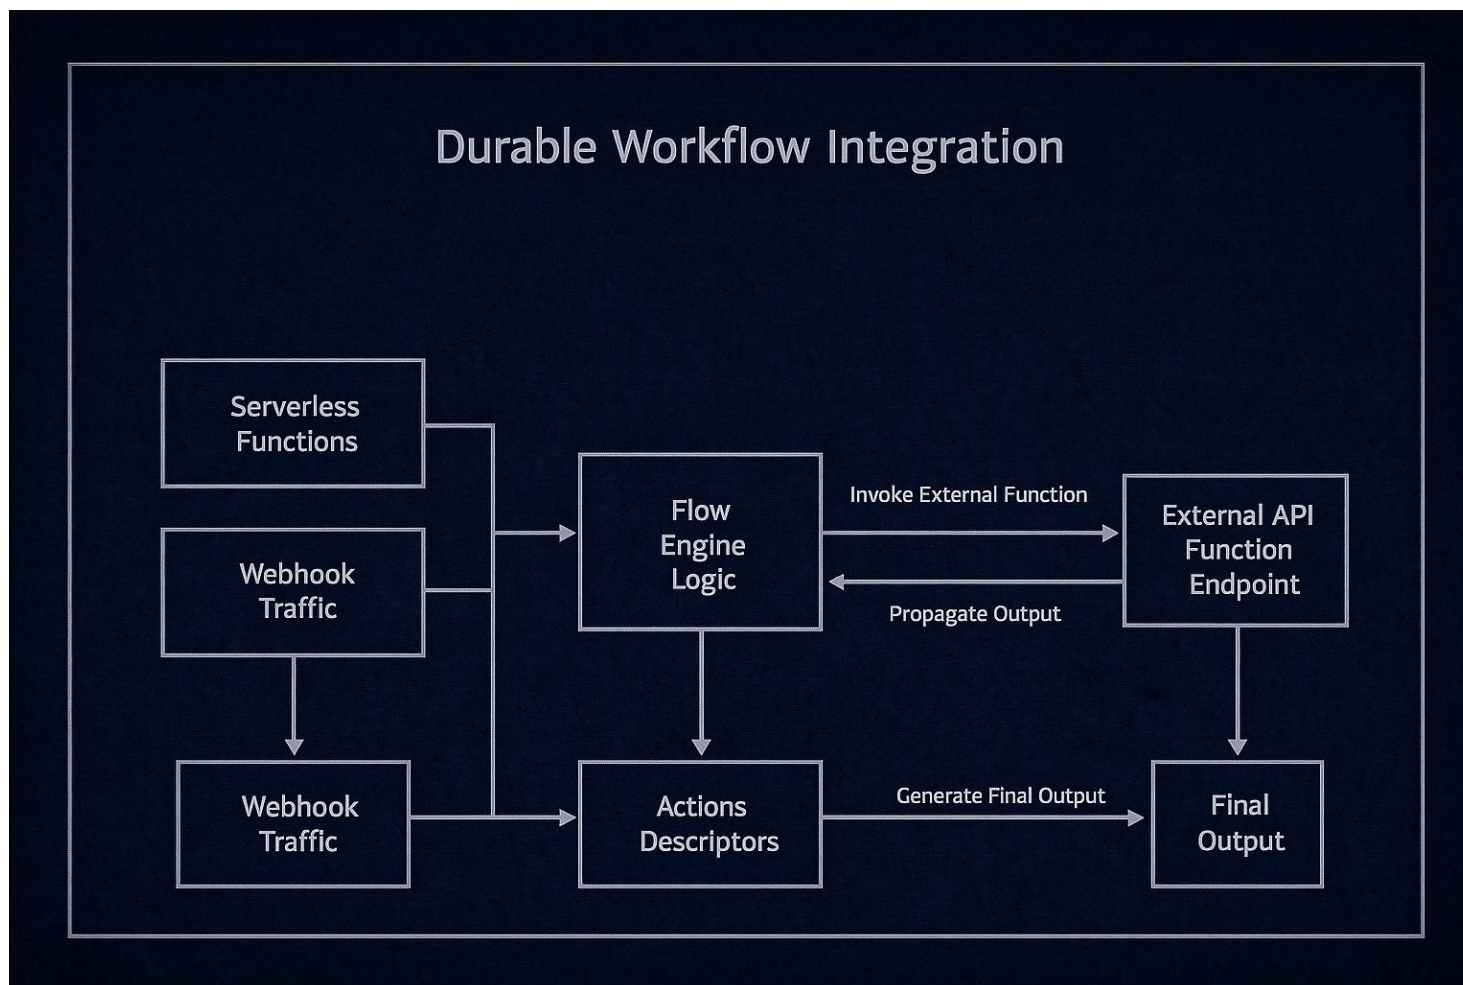 Durable Workflow Integration
Serverless
Functions
Webhook
Traffic
Flow
Engine
Logic
Invoke External Function
Propagate Output
External API
Function
Endpoint
Webhook
Traffic
Actions
Descriptors
Generate Final Output
Final
Output